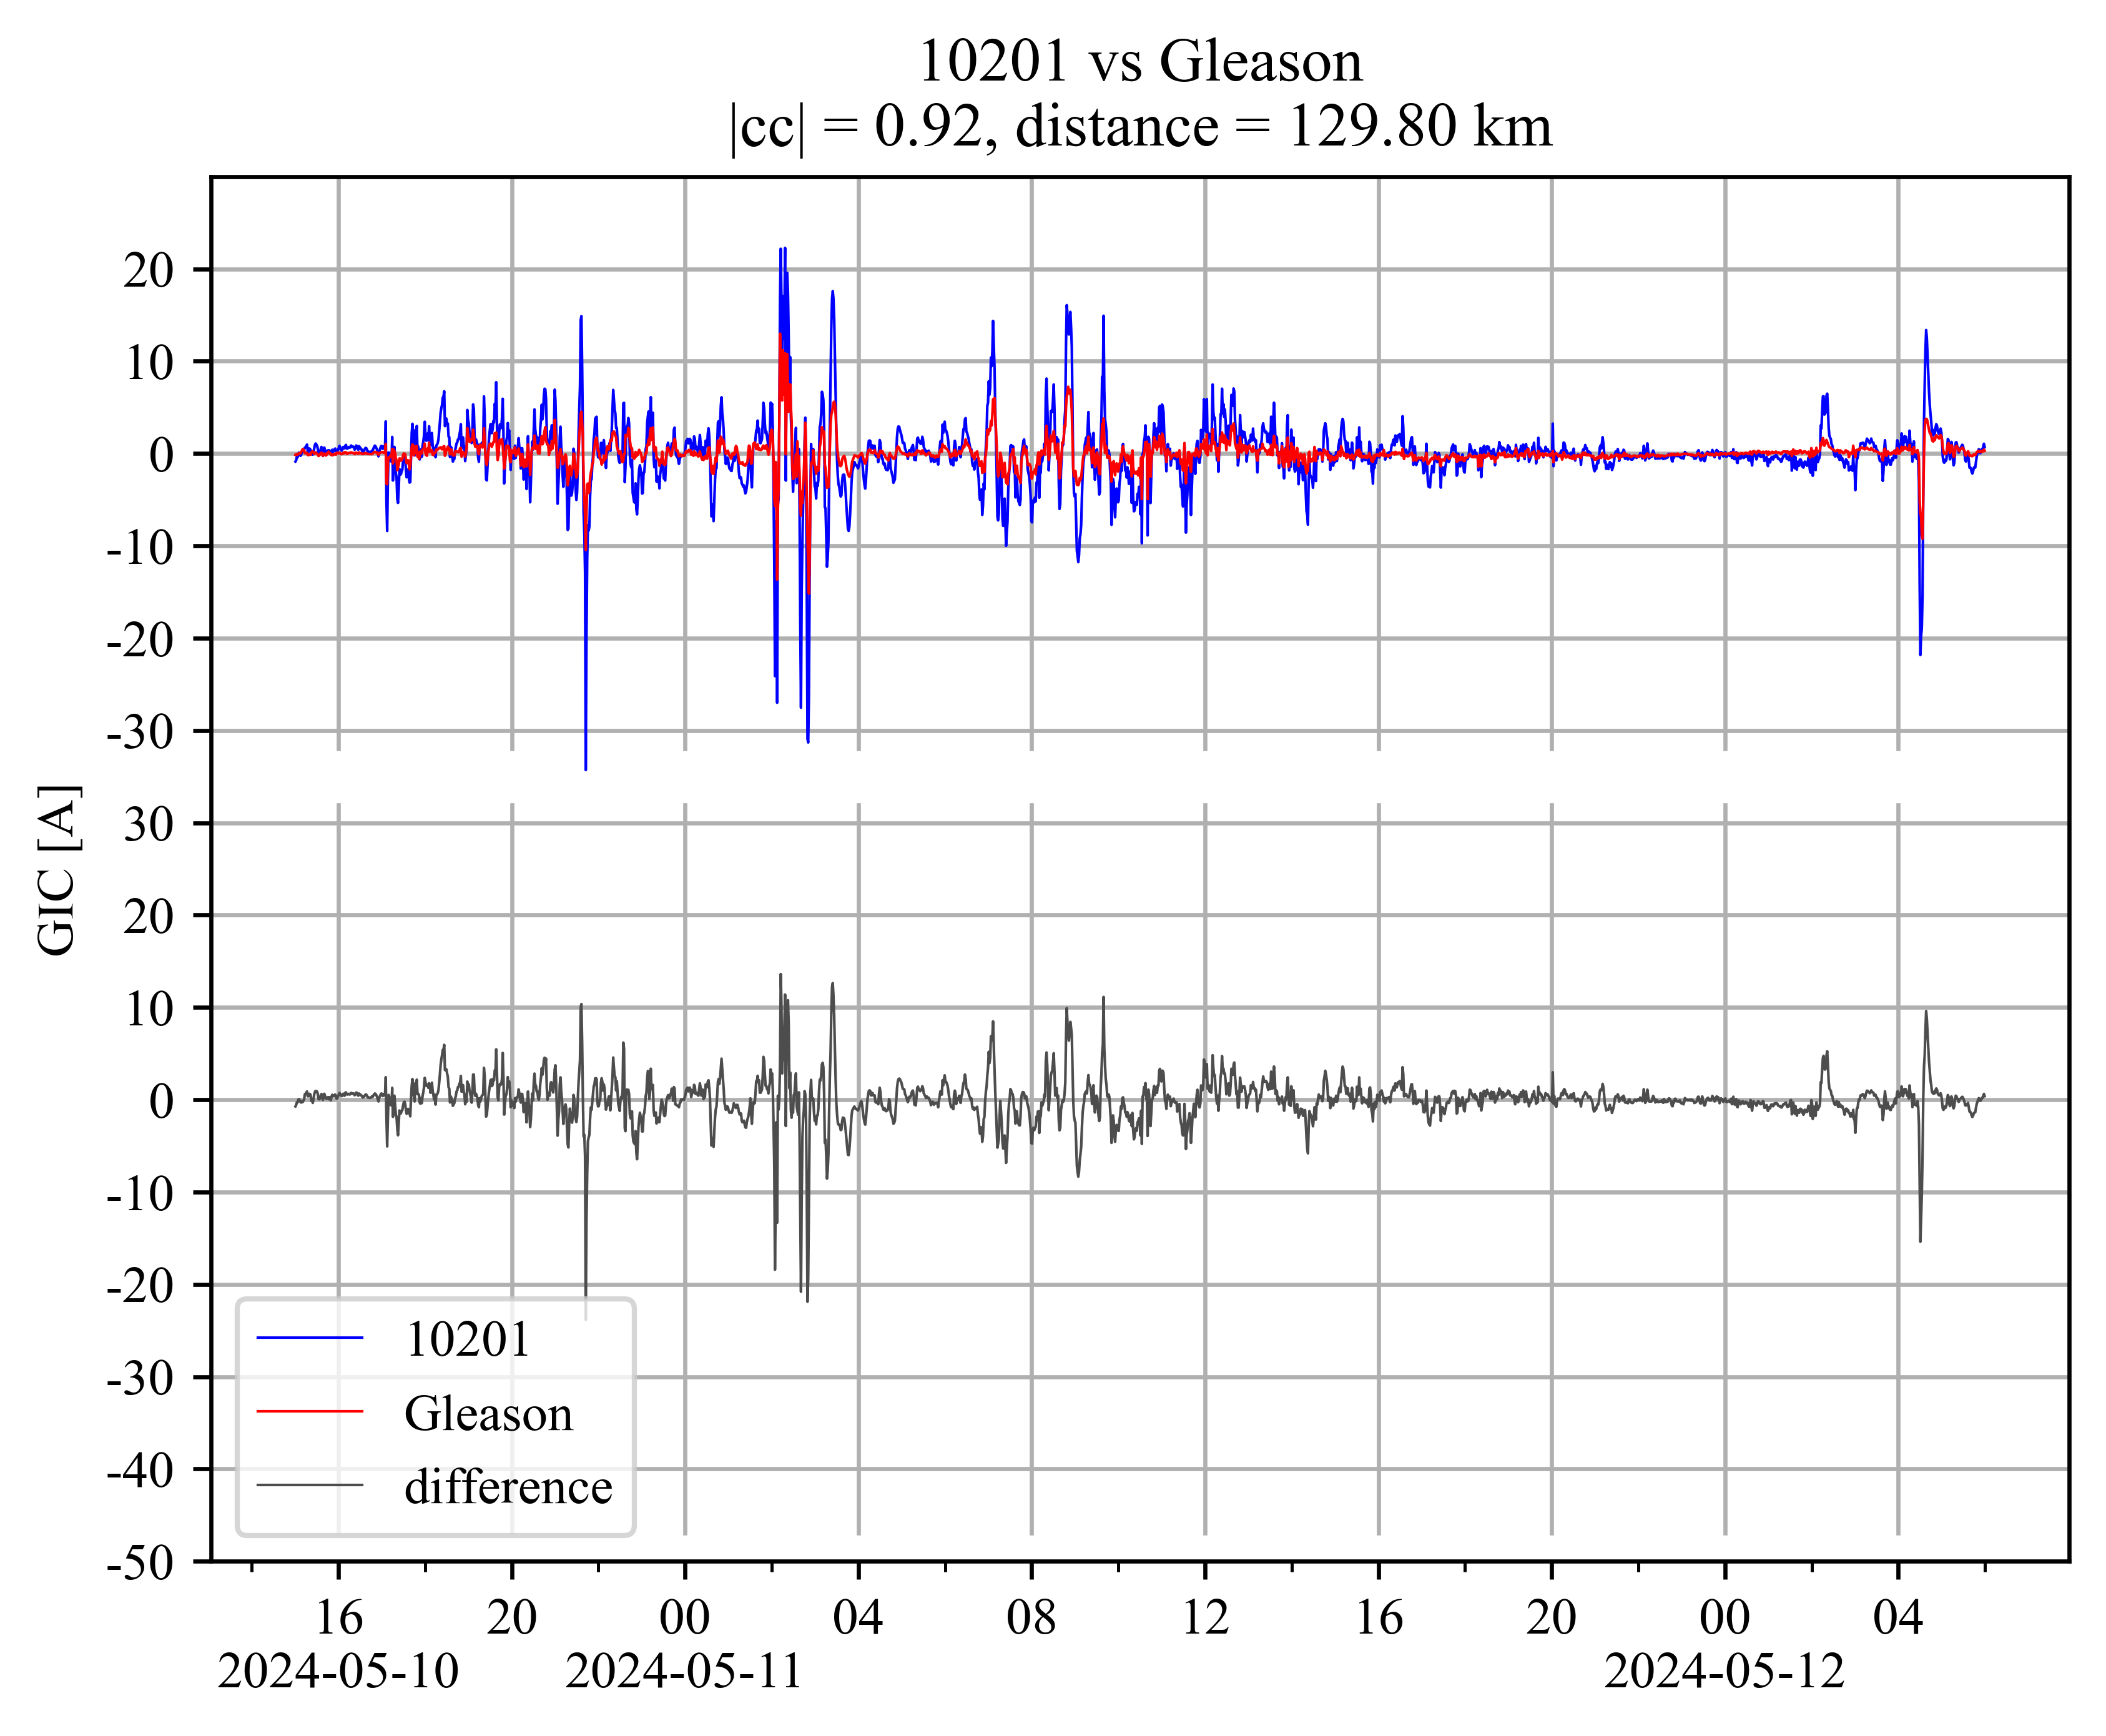 10201 vs Gleason
|cc| = 0.92, distance = 129.80 km
20
10
0
-10
-20
-30
30
20
10
0
-10
-20
-30
-40
-50
GIC [A]
10201
Gleason
difference
16 20 00 04 08 12 16 20 00 04
2024-05-10 2024-05-11 2024-05-12